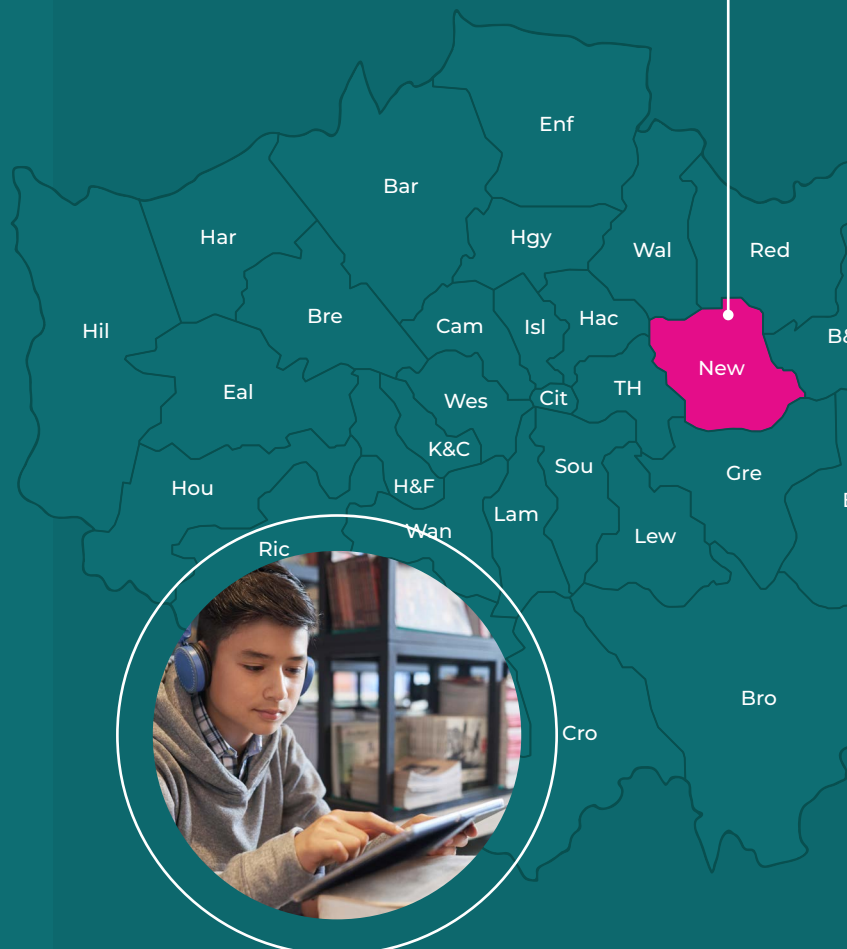 Enf
Bar
Har
Hgy
Wal
Red
Bre
Hac
Cam
Isl
Hil
New
TH
Eal
Cit
Wes
K&C
Sou
Gre
H&F
Hou
Lam
Wan
Lew
Ric
Bro
Cro